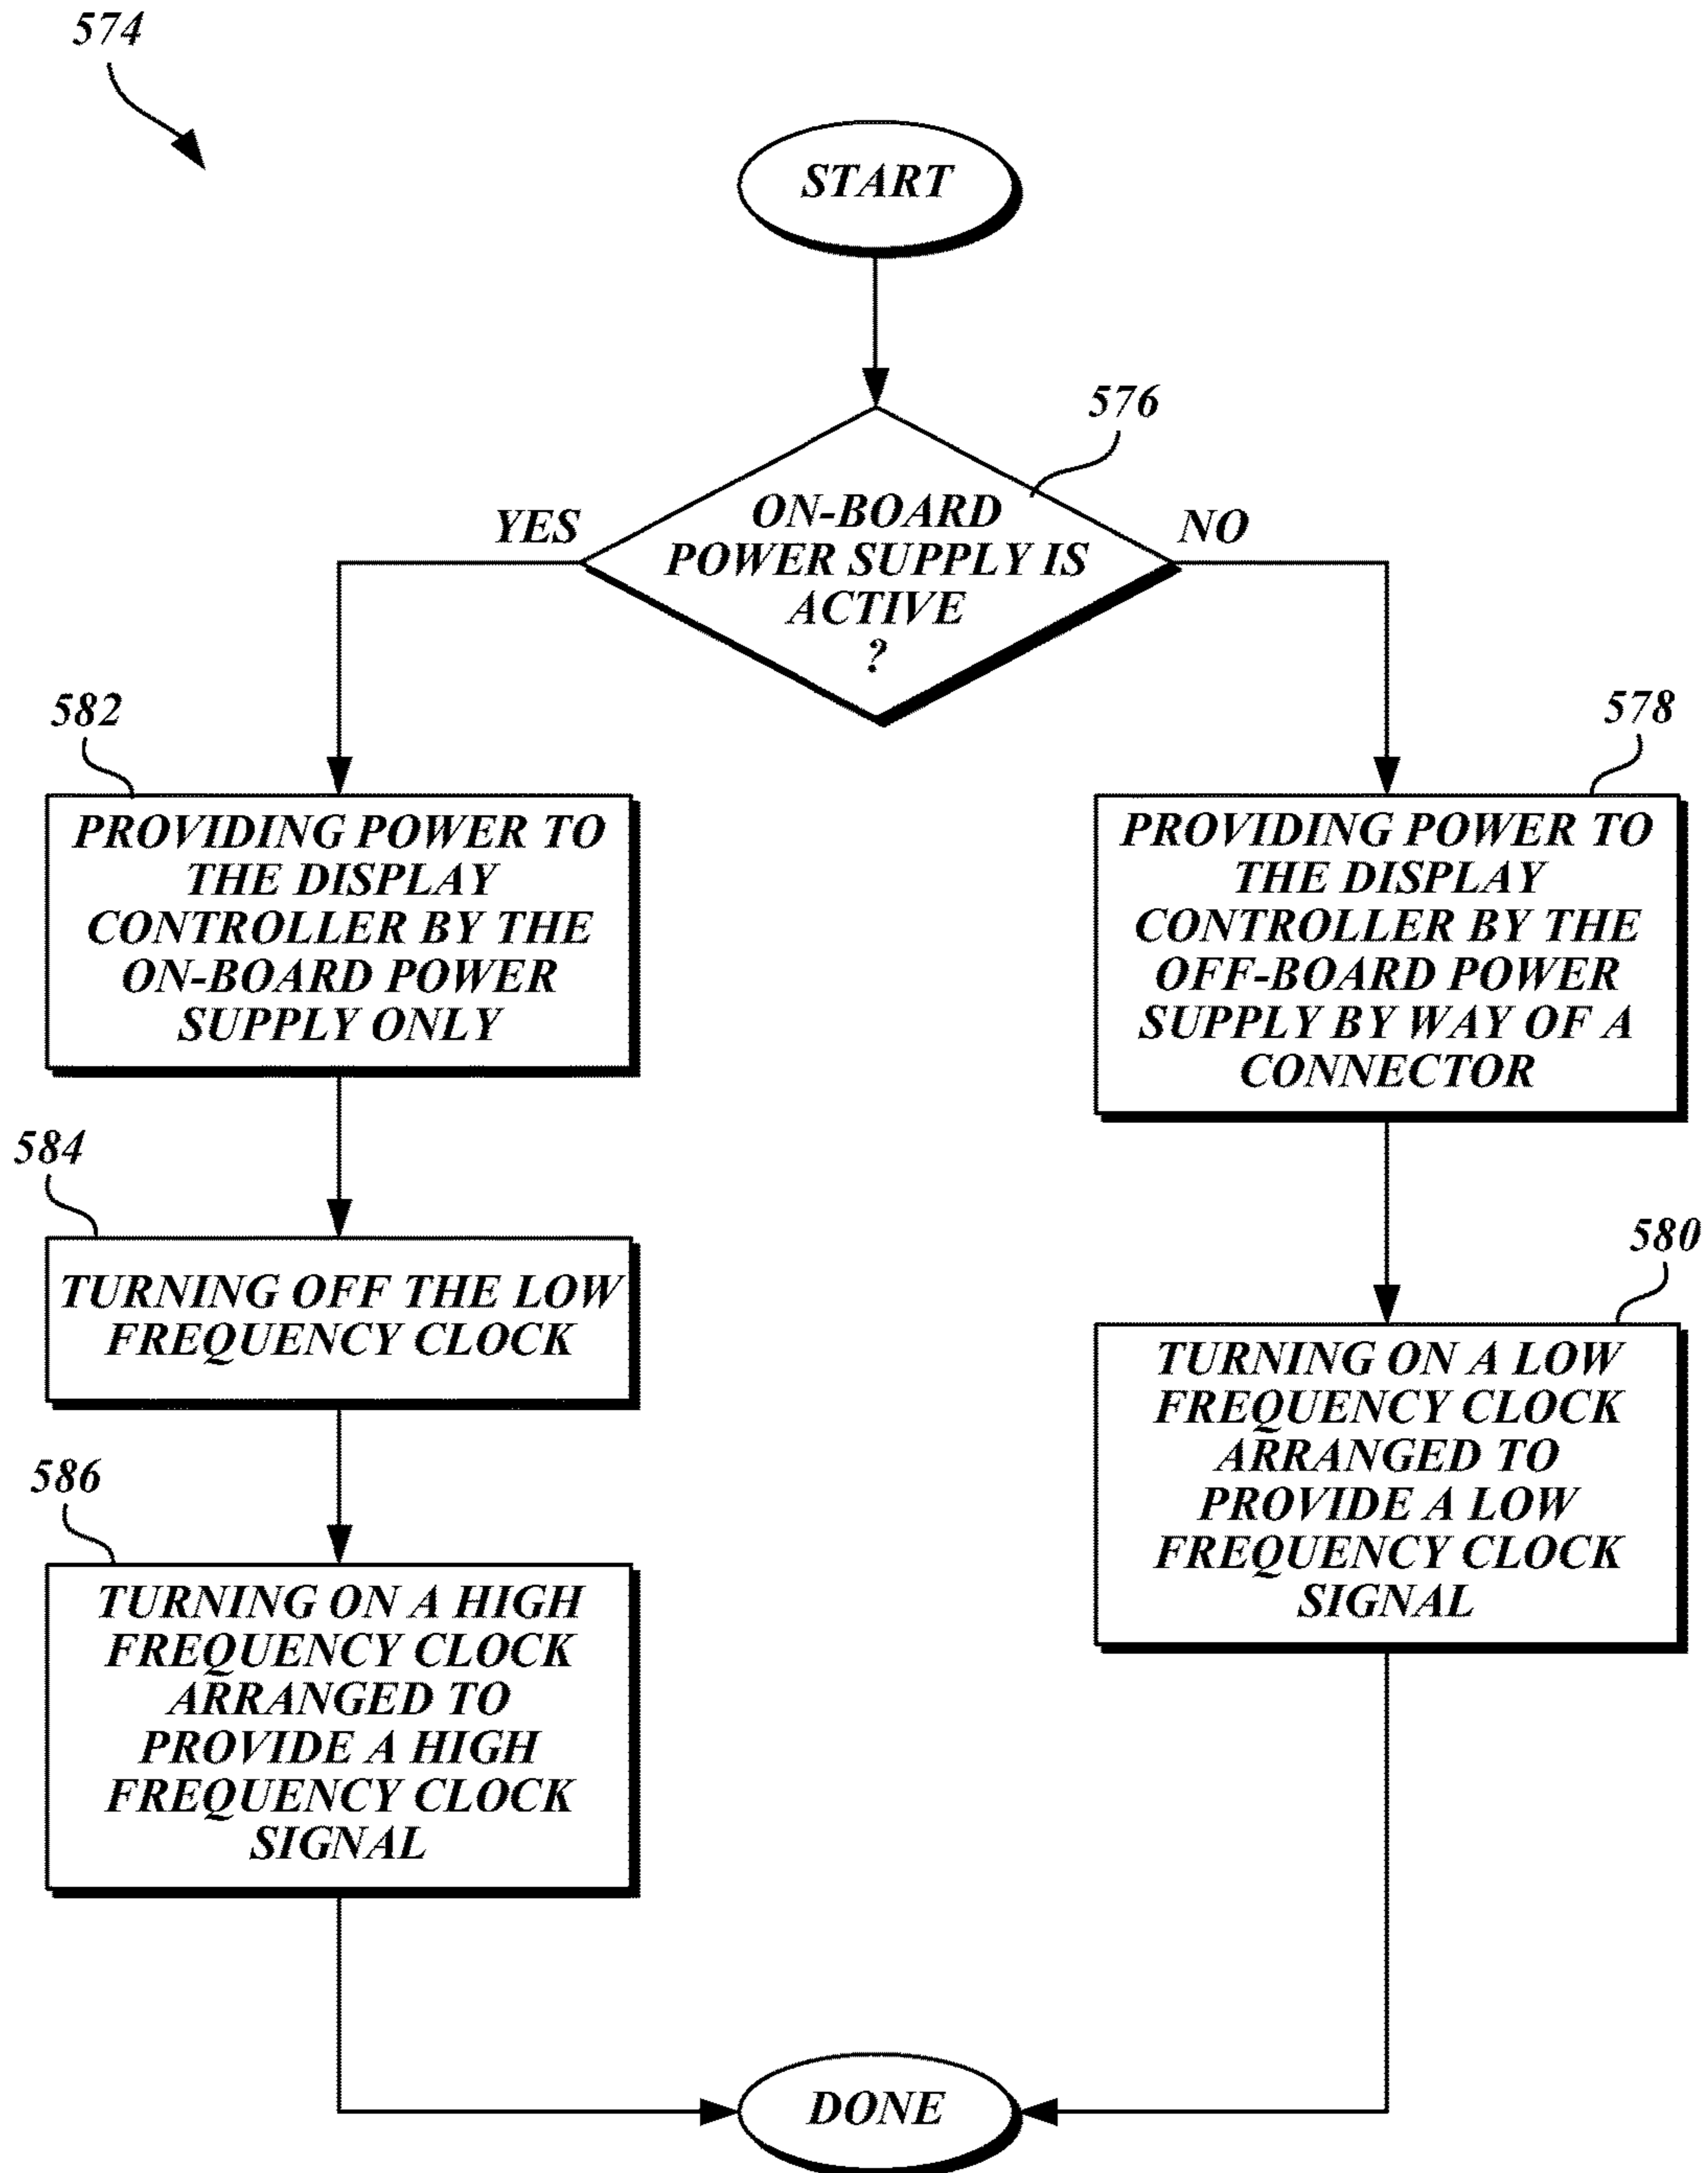 574
START
576
ON-BOARD
POWER SUPPLY IS
ACTIVE
?
YES
NO
582
PROVIDING POWER TO
THE DISPLAY
CONTROLLER BY THE
ON-BOARD POWER
SUPPLY ONLY
578
PROVIDING POWER TO
THE DISPLAY
CONTROLLER BY THE
OFF-BOARD POWER
SUPPLY BY WAY OF A
CONNECTOR
584
TURNING OFF THE LOW
FREQUENCY CLOCK
580
TURNING ON A LOW
FREQUENCY CLOCK
ARRANGED TO
PROVIDE A LOW
FREQUENCY CLOCK
SIGNAL
586
TURNING ON A HIGH
FREQUENCY CLOCK
ARRANGED TO
PROVIDE A HIGH
FREQUENCY CLOCK
SIGNAL
DONE